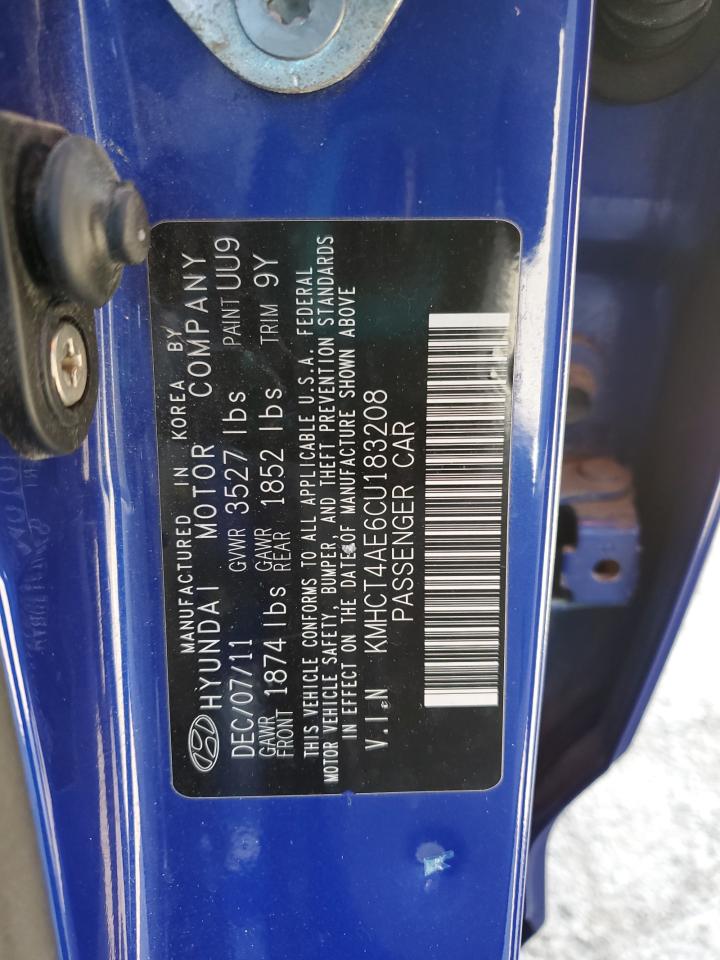 MANUFACTURED IN KOREA BY
HYUNDAI MOTOR COMPANY
DEC/07/11 GVWR 3527 lbs PAINT UU9
GAWR FRONT 1874 lbs GAWR REAR 1852 lbs TRIM 9Y
THIS VEHICLE CONFORMS TO ALL APPLICABLE U.S.A. FEDERAL
MOTOR VEHICLE SAFETY, BUMPER, AND THEFT PREVENTION STANDARDS
IN EFFECT ON THE DATE OF MANUFACTURE SHOWN ABOVE
V.I.N KMHCT4AE6CU183208
PASSENGER CAR